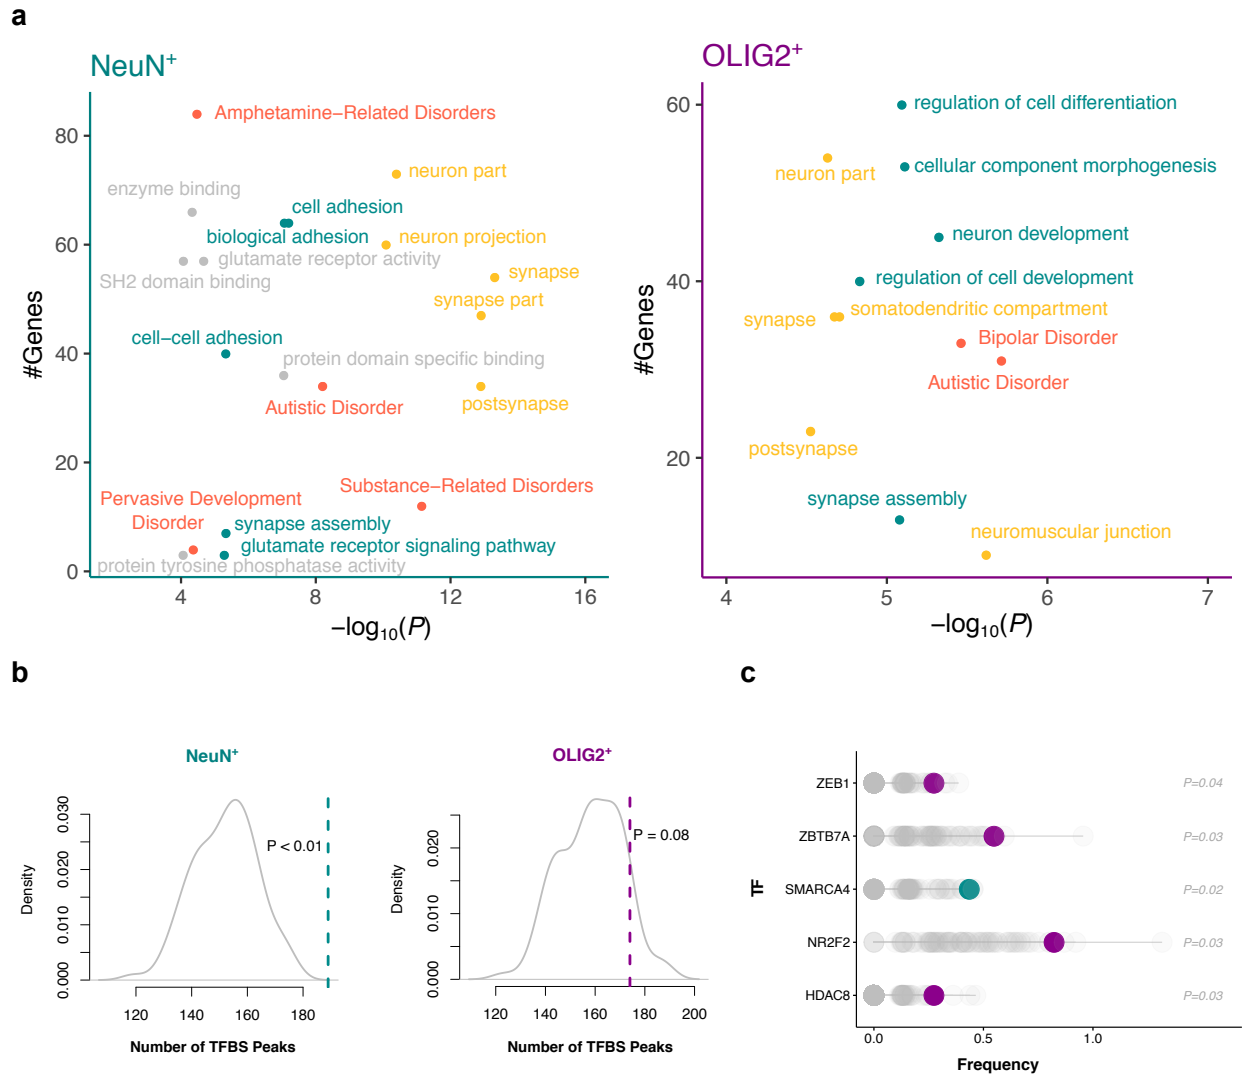 a
NeuN+
Amphetamine−Related Disorders
neuron part
enzyme binding
cell adhesion
biological adhesion
neuron projection
glutamate receptor activity
SH2 domain binding
synapse
synapse part
cell−cell adhesion
protein domain specific binding
Autistic Disorder
postsynapse
Substance−Related Disorders
Pervasive Development
Disorder
synapse assembly
glutamate receptor signaling pathway
protein tyrosine phosphatase activity
80
60
40
20
0
#Genes
4 8 12 16
−log10(P)
OLIG2+
regulation of cell differentiation
neuron part
cellular component morphogenesis
neuron development
regulation of cell development
somatodendritic compartment
synapse
Bipolar Disorder
Autistic Disorder
postsynapse
synapse assembly
neuromuscular junction
60
40
20
#Genes
4 5 6 7
−log10(P)
b
NeuN+
P < 0.01
0.030
0.020
0.010
0.000
Density
120 140 160 180
Number of TFBS Peaks
OLIG2+
P = 0.08
0.020
0.010
0.000
Density
120 140 160 180 200
Number of TFBS Peaks
c
ZEB1 P=0.04
ZBTB7A P=0.03
SMARCA4 P=0.02
NR2F2 P=0.03
HDAC8 P=0.03
TF
0.0 0.5 1.0
Frequency